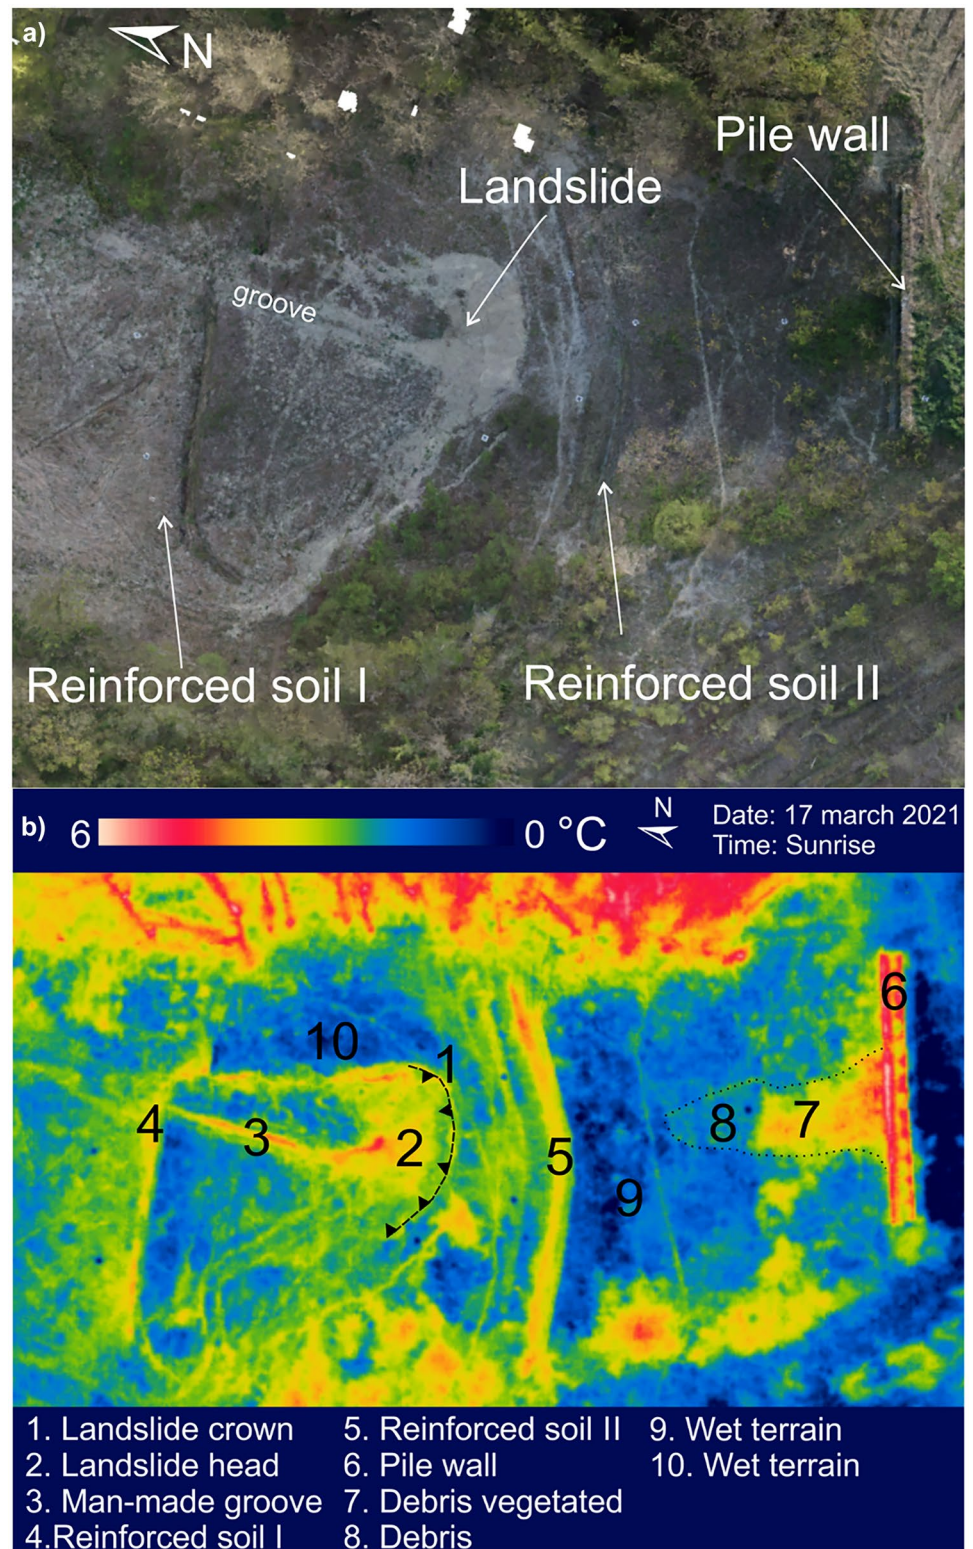 a)
N
Pile wall
Landslide
groove
Reinforced soil I
Reinforced soil II
b)
6
0 °C
N
Date: 17 march 2021
Time: Sunrise
6
10
1
4
3
2
5
8
7
9
1. Landslide crown
2. Landslide head
3. Man-made groove
4.Reinforced soil I
5. Reinforced soil II
6. Pile wall
7. Debris vegetated
8. Debris
9. Wet terrain
10. Wet terrain